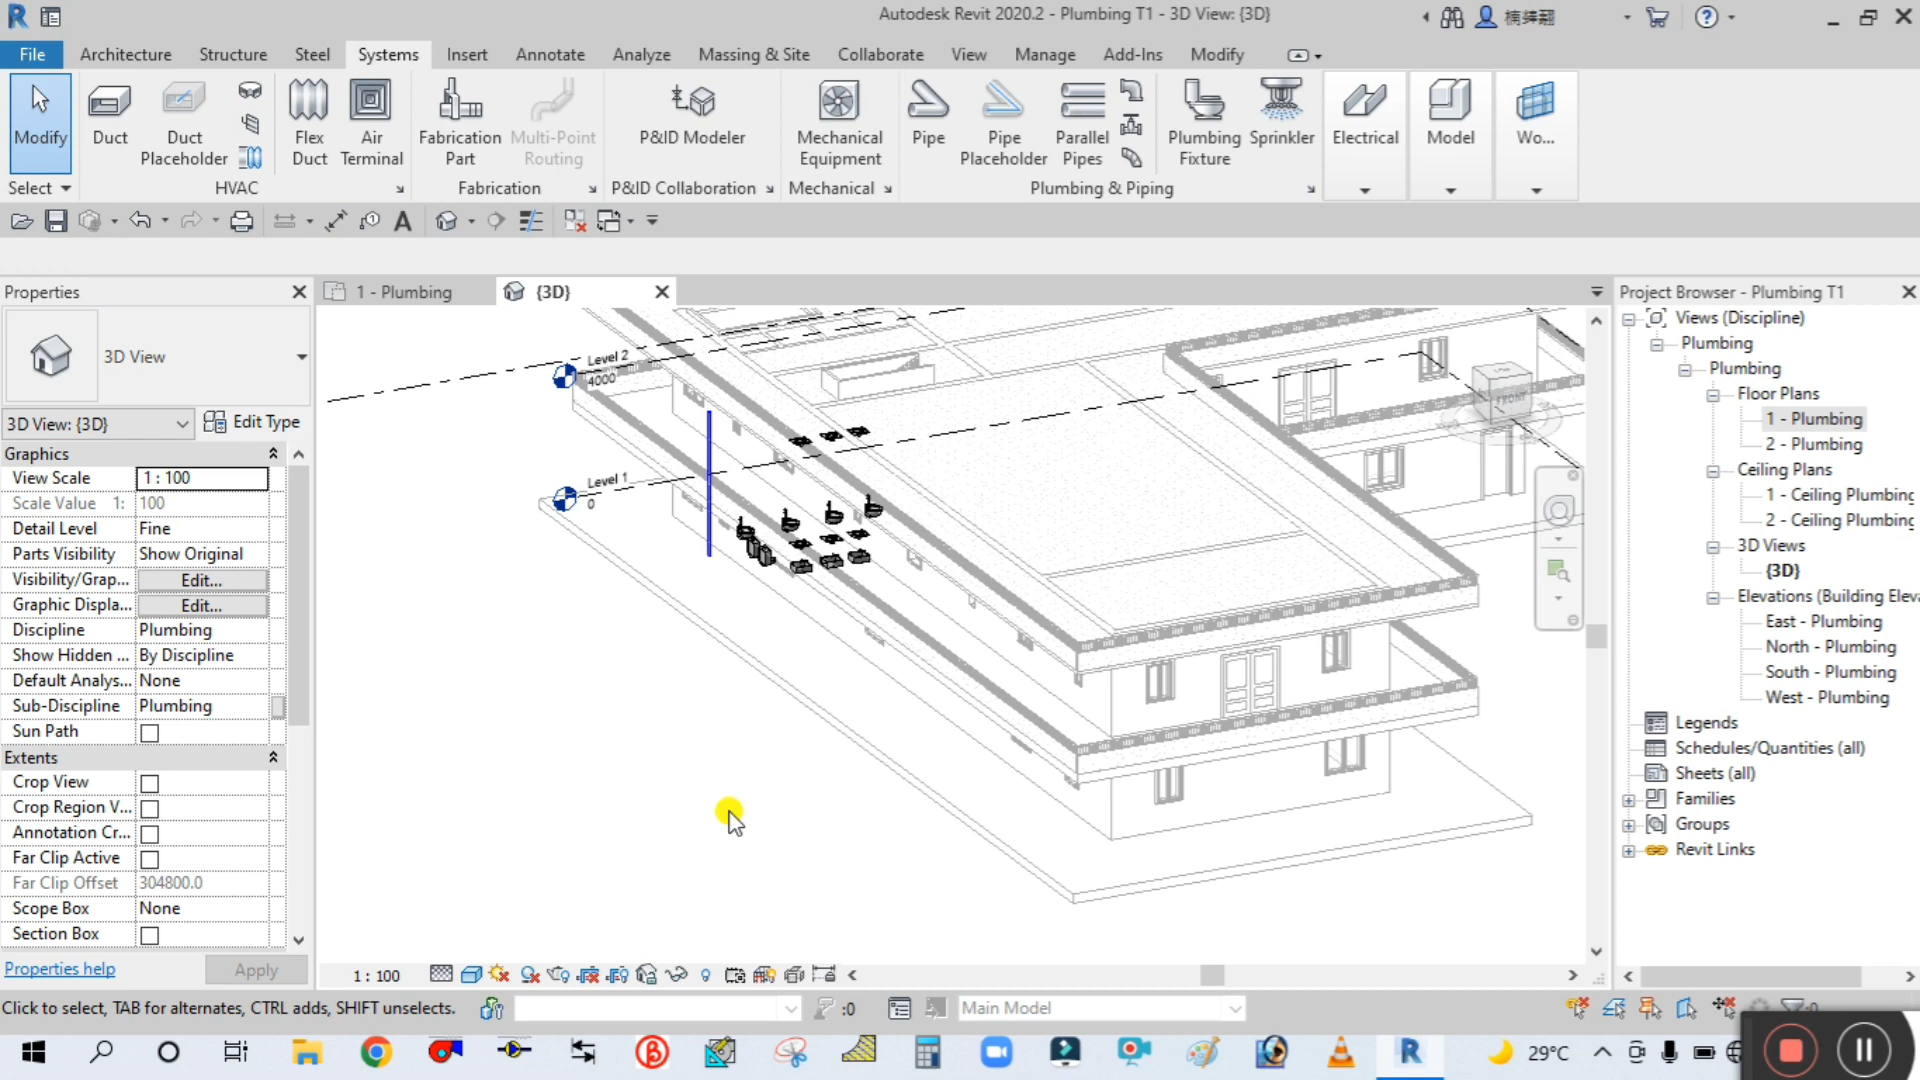 Autodesk Revit 2020.2 - Plumbing T1 - 3D View: {3D}
File Architecture Structure Steel Systems Insert Annotate Analyze Massing & Site Collaborate View Manage Add-Ins Modify
Modify
Duct
Duct Placeholder
Flex Duct
Air Terminal
Fabrication Part
Multi-Point Routing
P&ID Modeler
Mechanical Equipment
Pipe
Pipe Placeholder
Parallel Pipes
Plumbing Fixture
Sprinkler
Electrical
Model
Wo...
Select HVAC Fabrication P&ID Collaboration Mechanical Plumbing & Piping
Properties
3D View
3D View: {3D} Edit Type
Graphics
View Scale 1 : 100
Scale Value 1: 100
Detail Level Fine
Parts Visibility Show Original
Visibility/Grap... Edit...
Graphic Displa... Edit...
Discipline Plumbing
Show Hidden ... By Discipline
Default Analys... None
Sub-Discipline Plumbing
Sun Path
Extents
Crop View
Crop Region V...
Annotation Cr...
Far Clip Active
Far Clip Offset 304800.0
Scope Box None
Section Box
Properties help Apply
1 - Plumbing {3D}
Level 2
4000
Level 1
0
FRONT
1 : 100
Project Browser - Plumbing T1
Views (Discipline)
Plumbing
Plumbing
Floor Plans
1 - Plumbing
2 - Plumbing
Ceiling Plans
1 - Ceiling Plumbing
2 - Ceiling Plumbing
3D Views
{3D}
Elevations (Building Eleva
East - Plumbing
North - Plumbing
South - Plumbing
West - Plumbing
Legends
Schedules/Quantities (all)
Sheets (all)
Families
Groups
Revit Links
Click to select, TAB for alternates, CTRL adds, SHIFT unselects. :0 Main Model
29°C